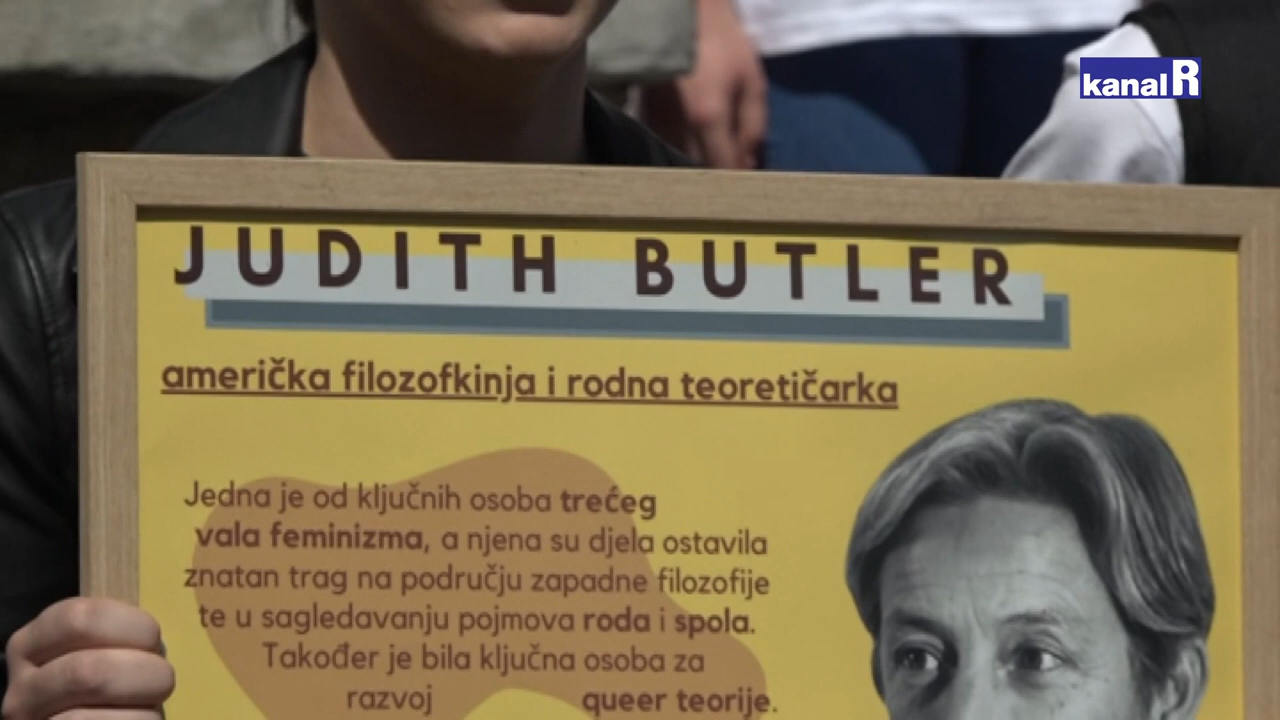 kanal R
JUDITH BUTLER
američka filozofkinja i rodna teoretičarka
Jedna je od ključnih osoba trećeg
vala feminizma, a njena su djela ostavila
znatan trag na području zapadne filozofije
te u sagledavanju pojmova roda i spola.
Također je bila ključna osoba za
razvoj queer teorije.